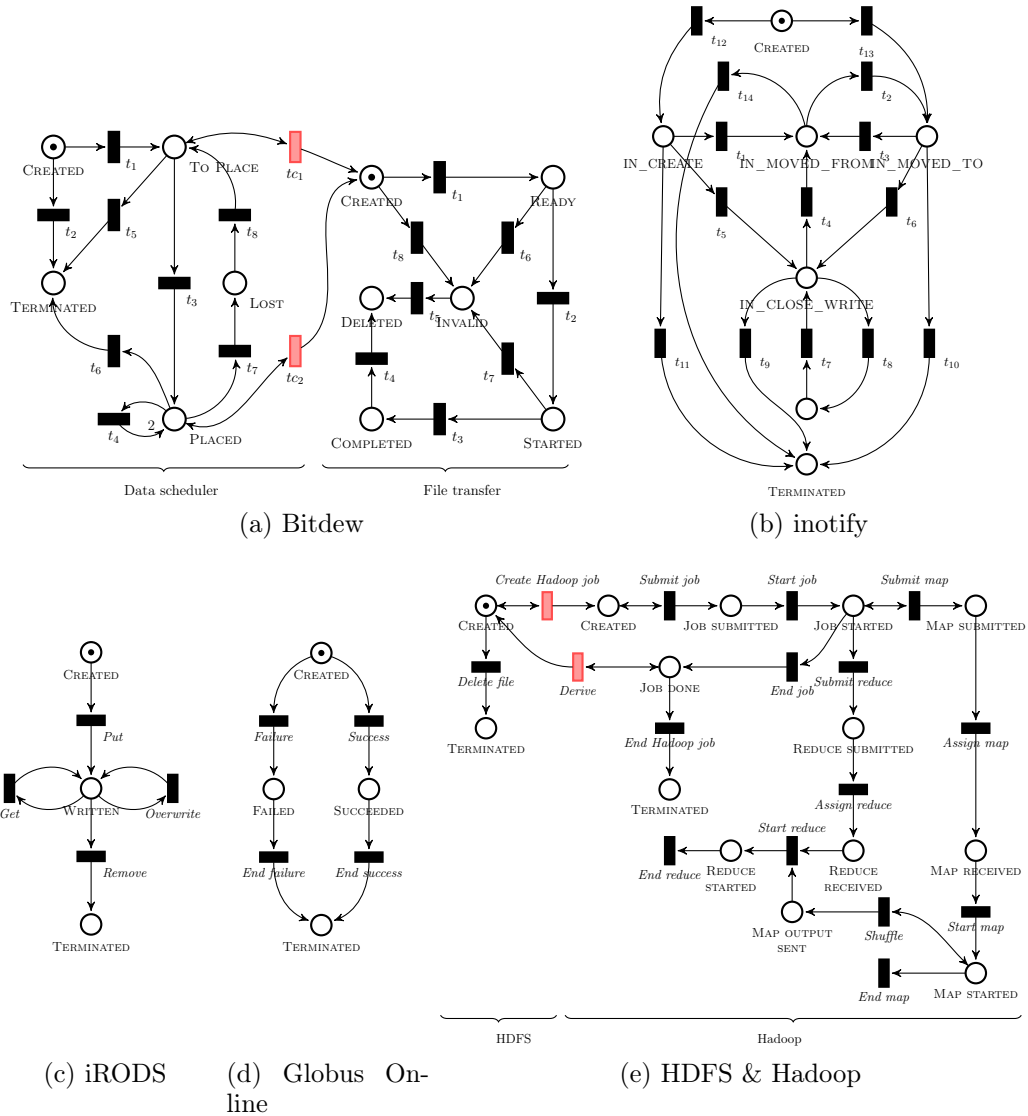 CREATED
t1
TO PLACE
tc1
CREATED
t1
READY
t2
t5
t8
t8
t6
TERMINATED
t3
LOST
DELETED
t5
INVALID
t2
t6
t7
tc2
t4
t7
t4
2
PLACED
COMPLETED
t3
STARTED
Data scheduler
File transfer
(a) Bitdew
t12
CREATED
t13
t14
t2
IN_CREATE
t1
IN_MOVED_FROM
t3
IN_MOVED_TO
t5
t4
t6
IN_CLOSE_WRITE
t11
t9
t7
t8
t10
TERMINATED
(b) inotify
CREATED
Put
Get
WRITTEN
Overwrite
Remove
TERMINATED
(c) iRODS
CREATED
Failure
Success
FAILED
SUCCEEDED
End failure
End success
TERMINATED
(d) Globus On-
line
Create Hadoop job
Submit job
Start job
Submit map
CREATED
CREATED
JOB SUBMITTED
JOB STARTED
MAP SUBMITTED
Delete file
Derive
JOB DONE
End job
Submit reduce
TERMINATED
End Hadoop job
REDUCE SUBMITTED
Assign map
TERMINATED
Assign reduce
Start reduce
End reduce
REDUCE
STARTED
REDUCE
RECEIVED
MAP RECEIVED
MAP OUTPUT
SENT
Shuffle
Start map
End map
MAP STARTED
HDFS
Hadoop
(e) HDFS & Hadoop